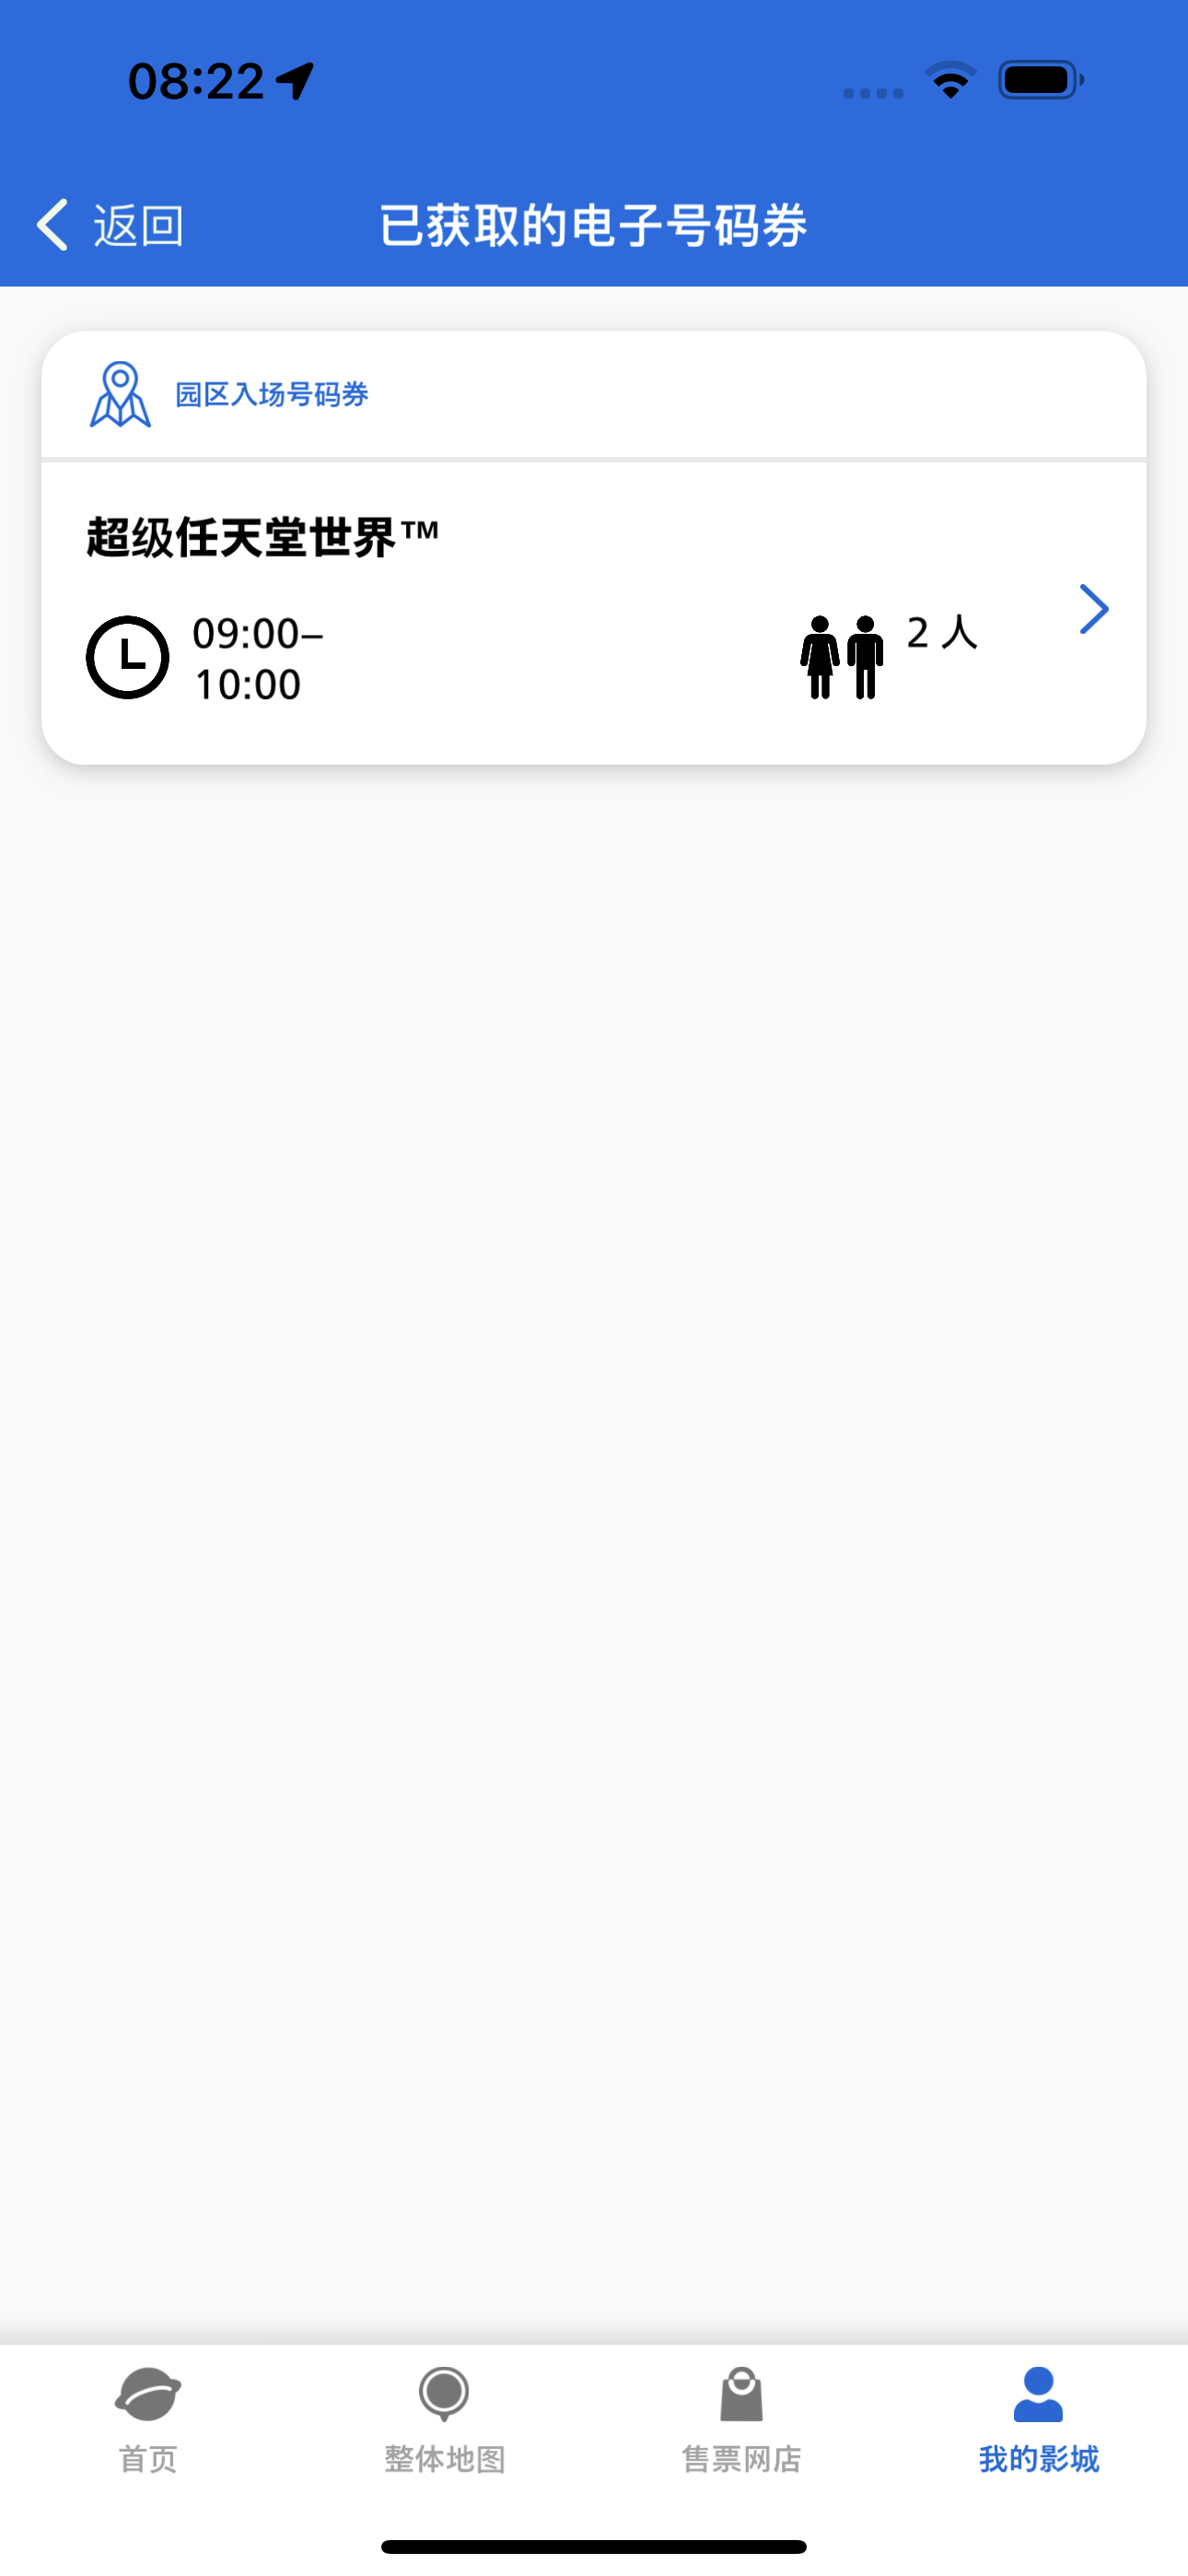 08:22
返回
已获取的电子号码券
园区入场号码券
超级任天堂世界™
09:00–
10:00
2 人
首页
整体地图
售票网店
我的影城